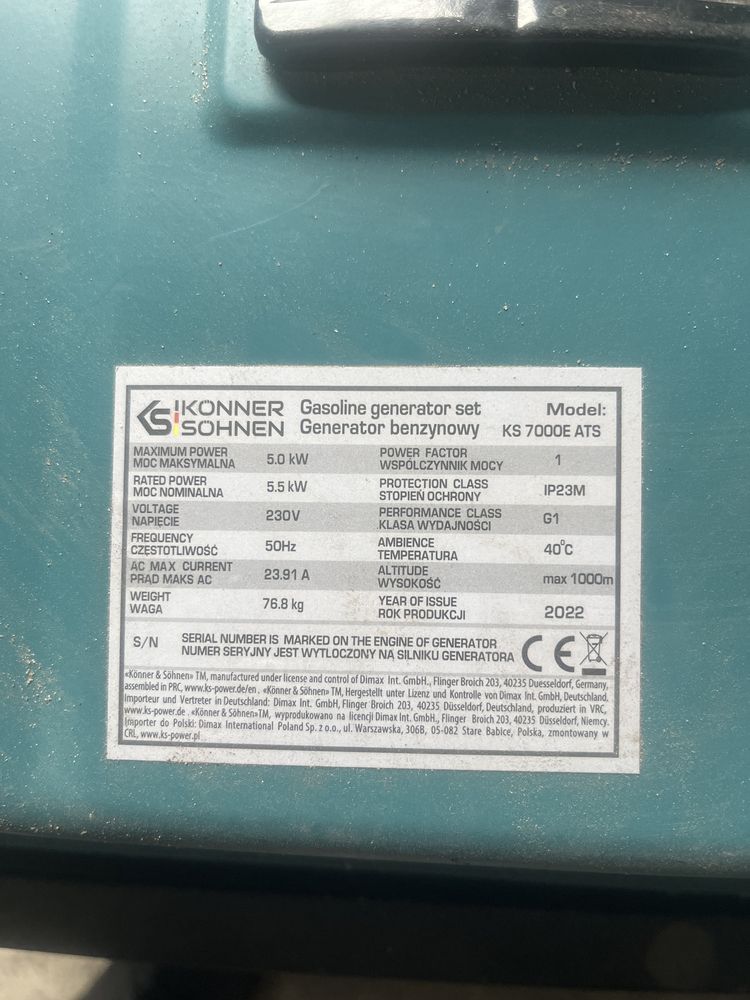 KÖNNER SÖHNEN
Gasoline generator set
Generator benzynowy
Model:
KS 7000E ATS
MAXIMUM POWER
MOC MAKSYMALNA
5.0 kW
POWER FACTOR
WSPÓLCZYNNIK MOCY
1
RATED POWER
MOC NOMINALNA
5.5 kW
PROTECTION CLASS
STOPIEŃ OCHRONY
IP23M
VOLTAGE
NAPIĘCIE
230V
PERFORMANCE CLASS
KLASA WYDAJNOŚCI
G1
FREQUENCY
CZĘSTOTLIWOŚĆ
50Hz
AMBIENCE
TEMPERATURA
40°C
AC MAX CURRENT
PRĄD MAKS AC
23.91 A
ALTITUDE
WYSOKOŚĆ
max 1000m
WEIGHT
WAGA
76.8 kg
YEAR OF ISSUE
ROK PRODUKCJI
2022
S/N
SERIAL NUMBER IS MARKED ON THE ENGINE OF GENERATOR
NUMER SERYJNY JEST WYTLOCZONY NA SILNIKU GENERATORA
CE
«Könner & Söhnen» TM, manufactured under license and control of Dimax Int. GmbH., Flinger Broich 203, 40235 Duesseldorf, Germany,
assembled in PRC, www.ks-power.de/en . «Könner & Söhnen» TM, Hergestellt unter Lizenz und Kontrolle von Dimax Int. GmbH, Deutschland.
Importeur und Vertreter in Deutschland: Dimax Int. GmbH, Flinger Broich 203, 40235 Düsseldorf, Deutschland, produziert in VRC,
www.ks-power.de . «Könner & Söhnen»TM, wyprodukowano na licencji Dimax Int. GmbH., Flinger Broich 203, 40235 Düsseldorf, Niemcy.
Importer do Polski: Dimax International Poland Sp. z o.o., ul. Warszawska, 306B, 05-082 Stare Babice, Polska, zmontowany w
CRL, www.ks-power.pl